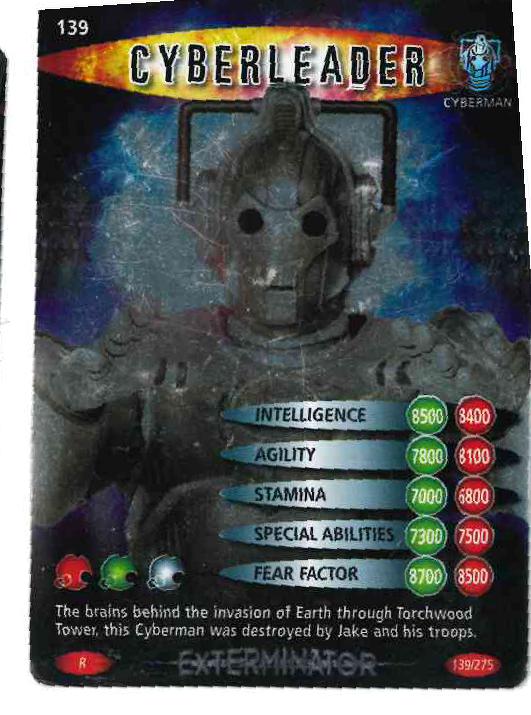 139
CYBERLEADER
CYBERMAN
INTELLIGENCE 8500 8400
AGILITY 7800 8100
STAMINA 7000 6800
SPECIAL ABILITIES 7300 7500
FEAR FACTOR 8700 8500
The brains behind the invasion of Earth through Torchwood
Tower, this Cyberman was destroyed by Jake and his troops.
R EXTERMINATOR 139/275